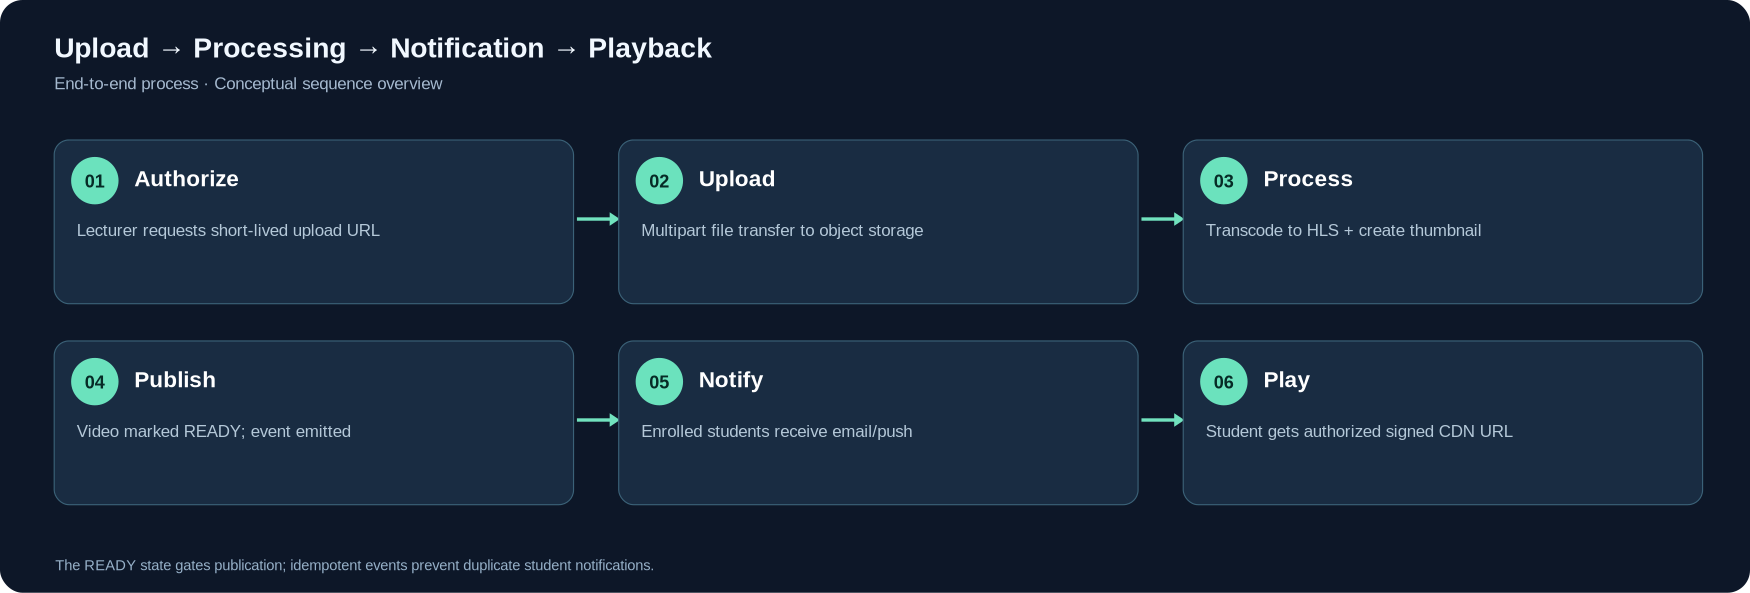 Upload → Processing → Notification → Playback
End-to-end process · Conceptual sequence overview
01 Authorize
Lecturer requests short-lived upload URL
02 Upload
Multipart file transfer to object storage
03 Process
Transcode to HLS + create thumbnail
04 Publish
Video marked READY; event emitted
05 Notify
Enrolled students receive email/push
06 Play
Student gets authorized signed CDN URL
The READY state gates publication; idempotent events prevent duplicate student notifications.